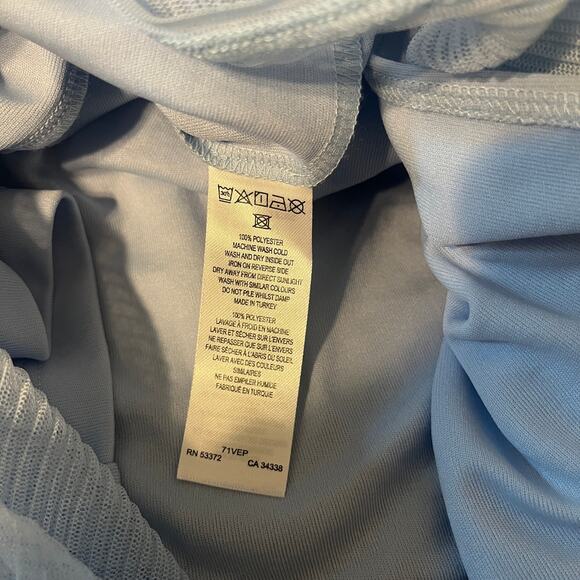 30°
100% POLYESTER
MACHINE WASH COLD
WASH AND DRY INSIDE OUT
IRON ON REVERSE SIDE
DRY AWAY FROM DIRECT SUNLIGHT
WASH WITH SIMILAR COLOURS
DO NOT PILE WHILST DAMP
MADE IN TURKEY
100% POLYESTER
LAVAGE À FROID EN MACHINE
LAVER ET SÉCHER SUR L'ENVERS
NE REPASSER QUE SUR L'ENVERS
FAIRE SÉCHER À L'ABRIS DU SOLEIL
LAVER AVEC DES COULEURS
SIMILAIRES
NE PAS EMPILER HUMIDE
FABRIQUÉ EN TURQUIE
71VEP
RN 53372 CA 34338